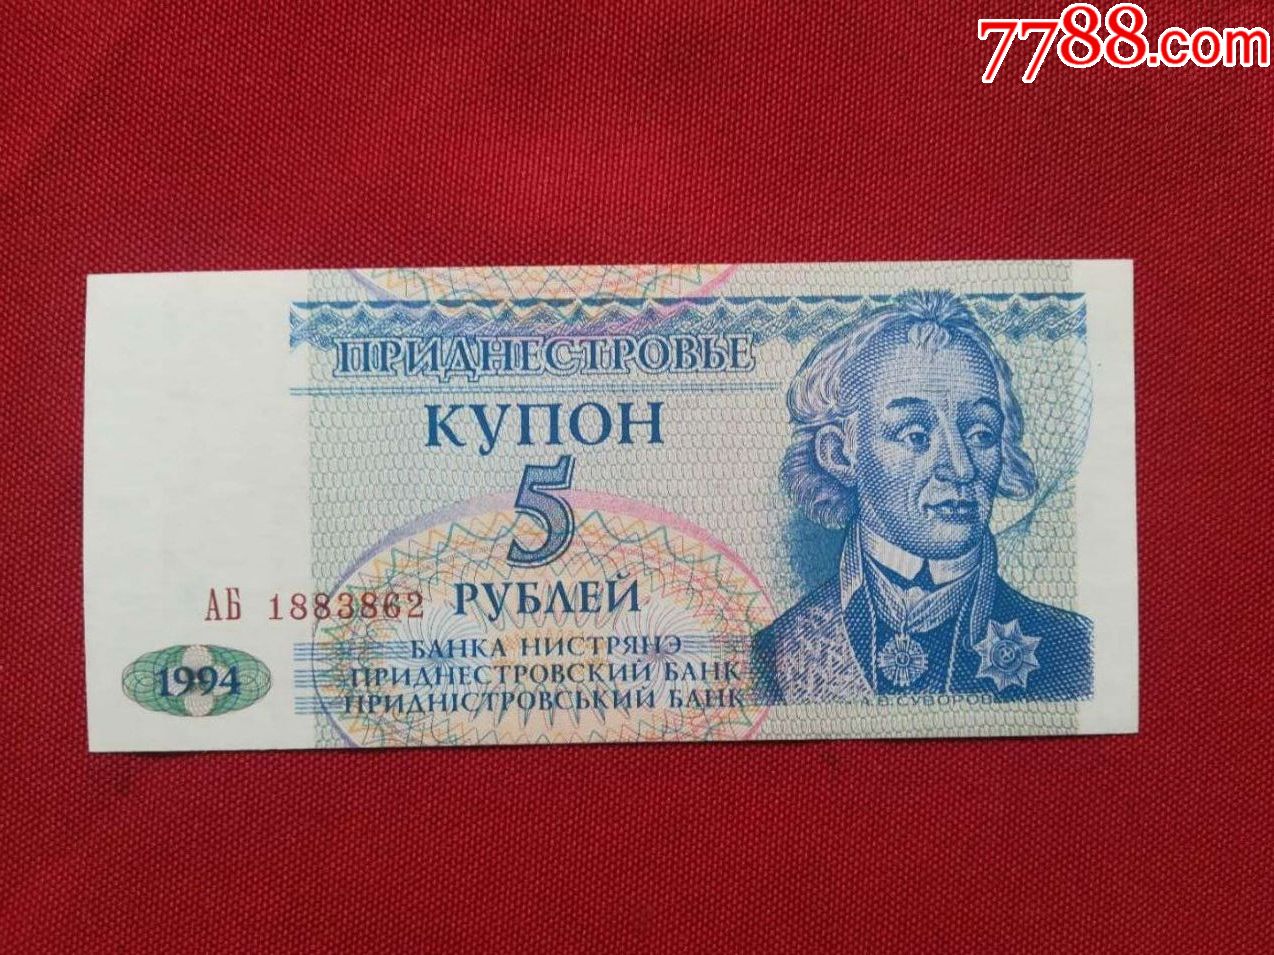 7788.com
ПРИДНЕСТРОВЬЕ
КУПОН
5
РУБЛЕЙ
АБ 1883862
БАНКА НИСТРЯНЭ
ПРИДНЕСТРОВСКИЙ БАНК
ПРИДНІСТРОВСЬКИЙ БАНК
1994
А.В.СУВОРОВ